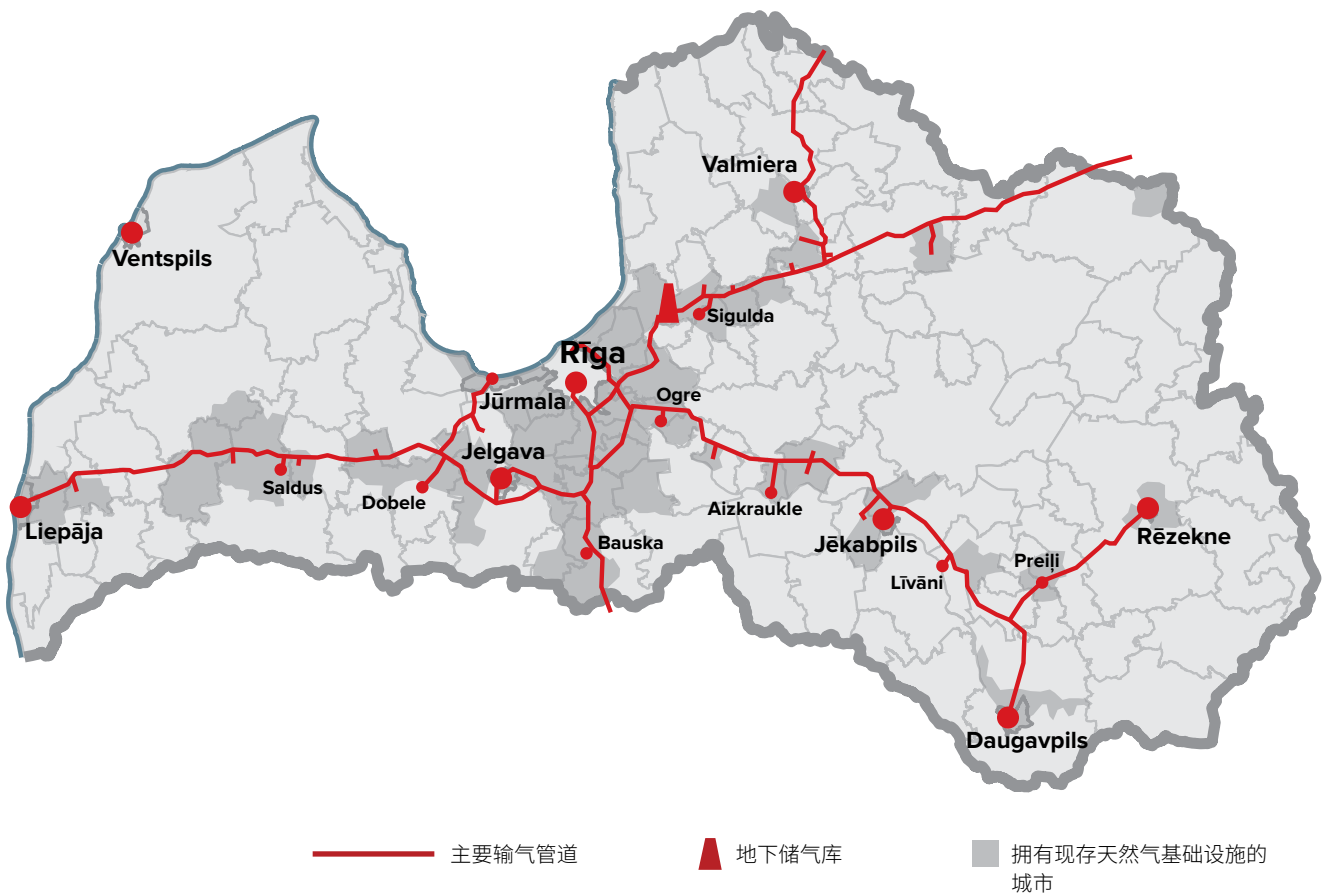 Valmiera
Ventspils
Sigulda
Rīga
Ogre
Jūrmala
Jelgava
Saldus
Dobele
Aizkraukle
Liepāja
Bauska
Jēkabpils
Rēzekne
Preiļi
Līvāni
Daugavpils
主要输气管道
地下储气库
拥有现存天然气基础设施的
城市